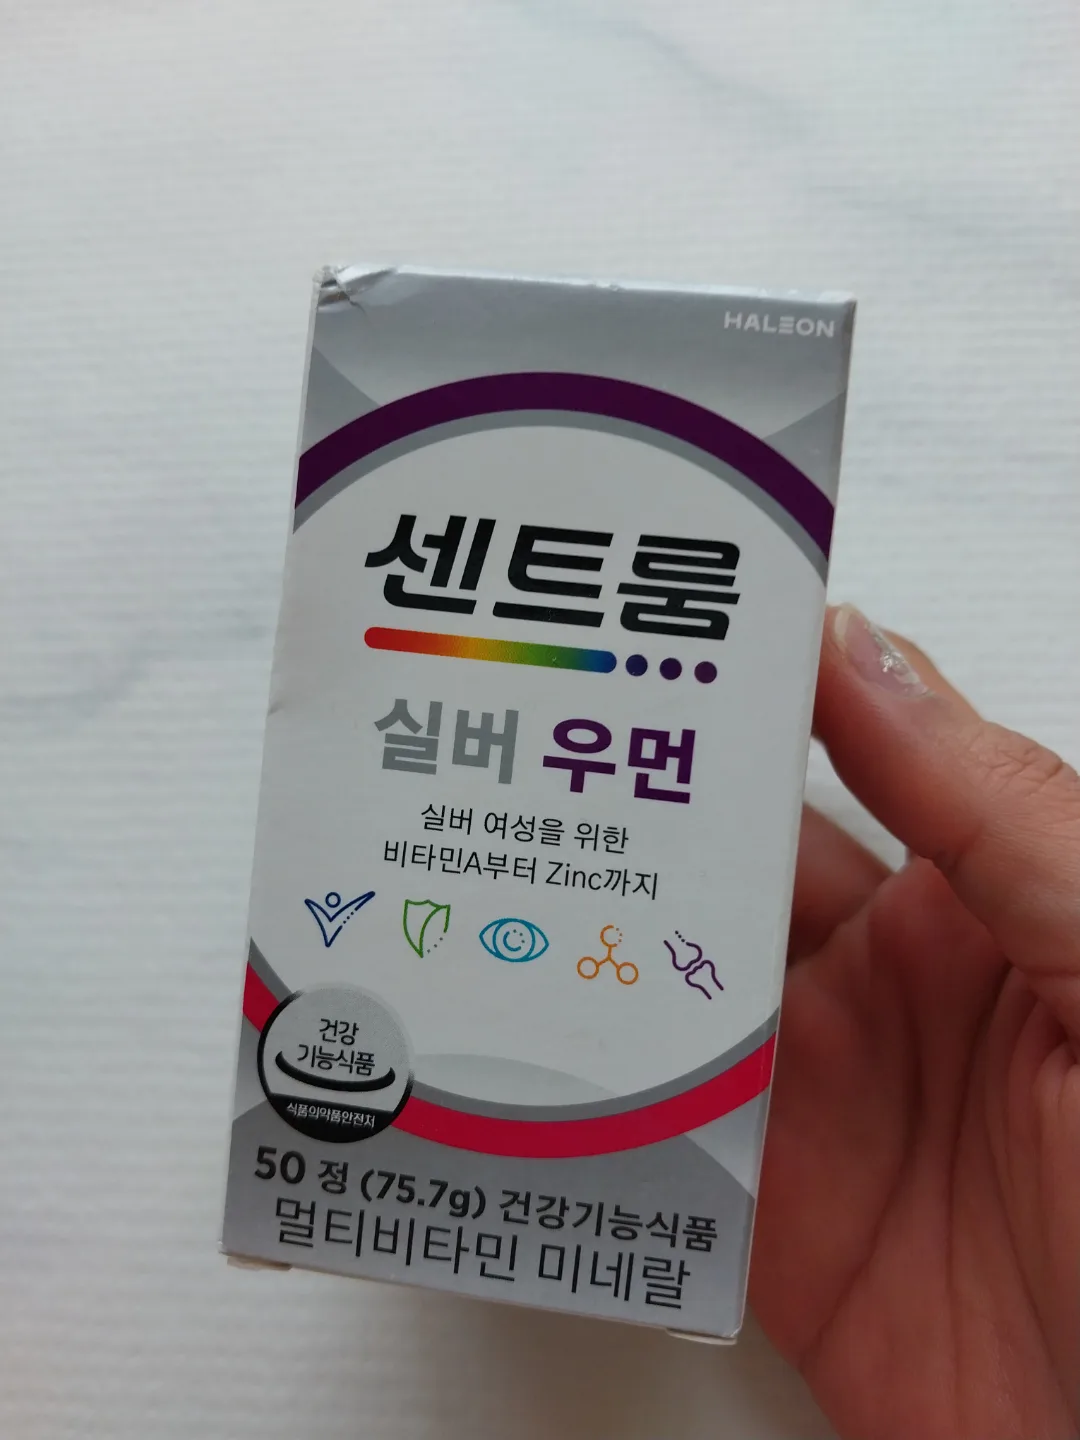 HALEON
센트룸
실버 우먼
실버 여성을 위한
비타민A부터 Zinc까지
건강
기능식품
식품의약품안전처
50 정 (75.7g) 건강기능식품
멀티비타민 미네랄